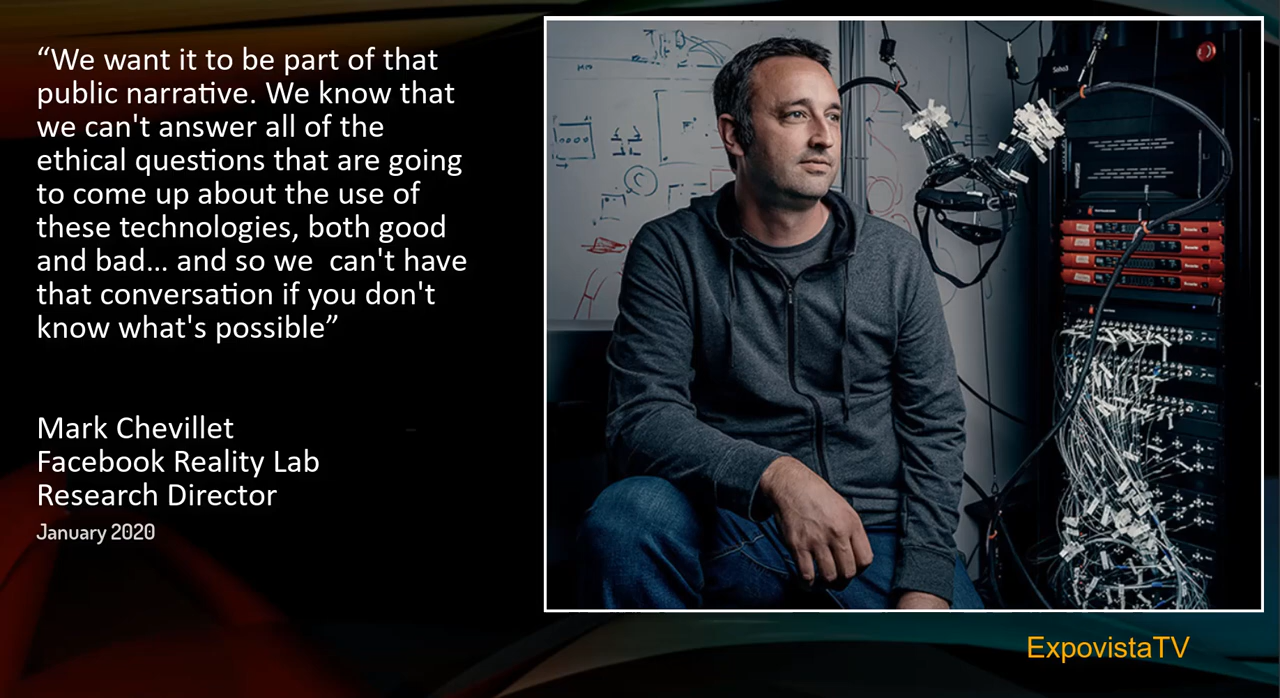 “We want it to be part of that
public narrative. We know that
we can't answer all of the
ethical questions that are going
to come up about the use of
these technologies, both good
and bad... and so we  can't have
that conversation if you don't
know what's possible”
Mark Chevillet
Facebook Reality Lab
Research Director
January 2020
ExpovistaTV